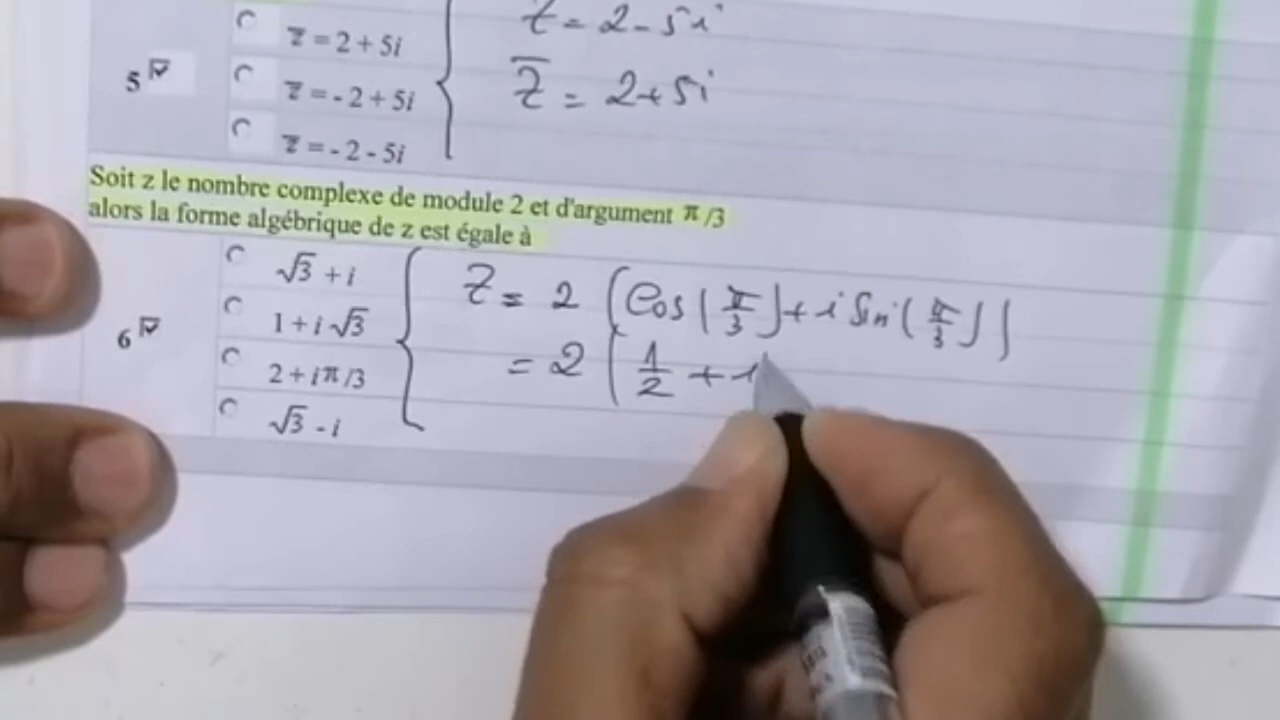 z = 2 - 5i
z̅ = 2 + 5i
z̅ = 2 + 5i
5
z̅ = - 2 + 5i
z̅ = - 2 - 5i
Soit z le nombre complexe de module 2 et d'argument π /3
alors la forme algébrique de z est égale à
√3 + i
1 + i √3
6
2 + i π /3
√3 - i
Z = 2 (Cos(π/3) + i Sin(π/3))
= 2 (1/2 + i